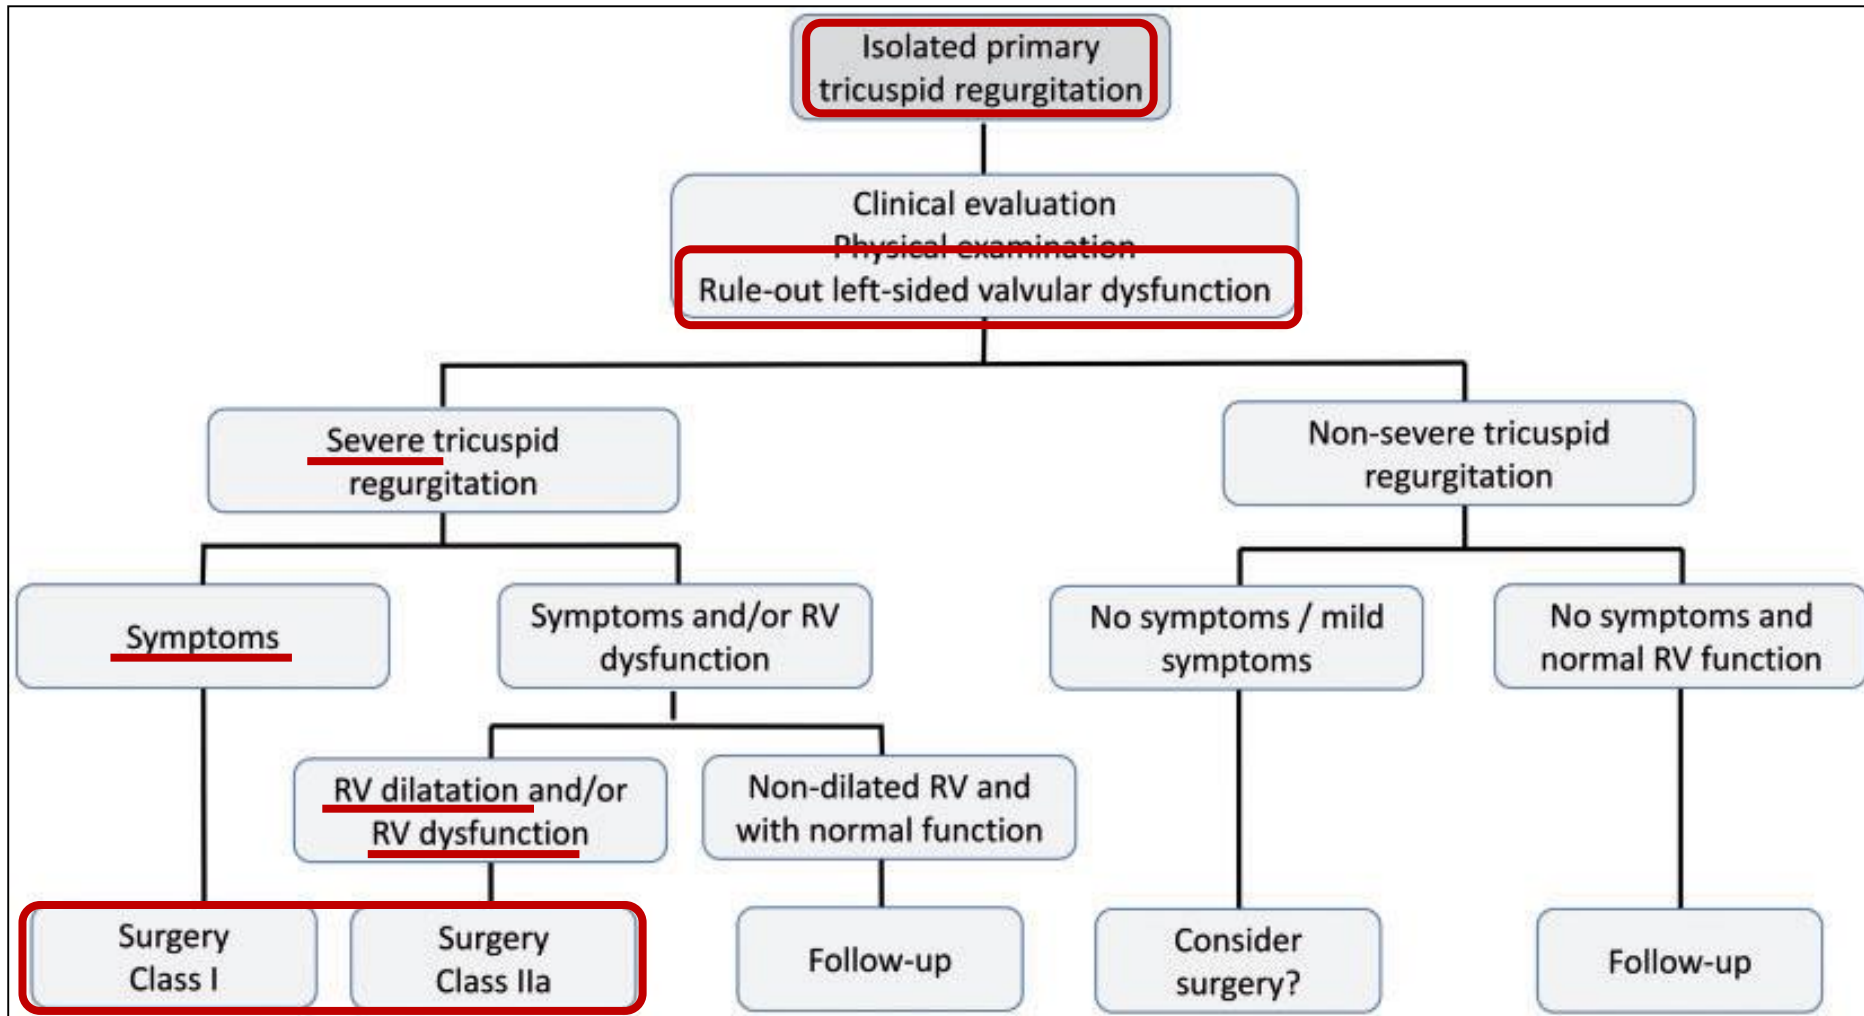 Isolated primary
tricuspid regurgitation
Clinical evaluation
Physical examination
Rule-out left-sided valvular dysfunction
Severe tricuspid
regurgitation
Non-severe tricuspid
regurgitation
Symptoms
Symptoms and/or RV
dysfunction
No symptoms / mild
symptoms
No symptoms and
normal RV function
RV dilatation and/or
RV dysfunction
Non-dilated RV and
with normal function
Surgery
Class I
Surgery
Class IIa
Follow-up
Consider
surgery?
Follow-up